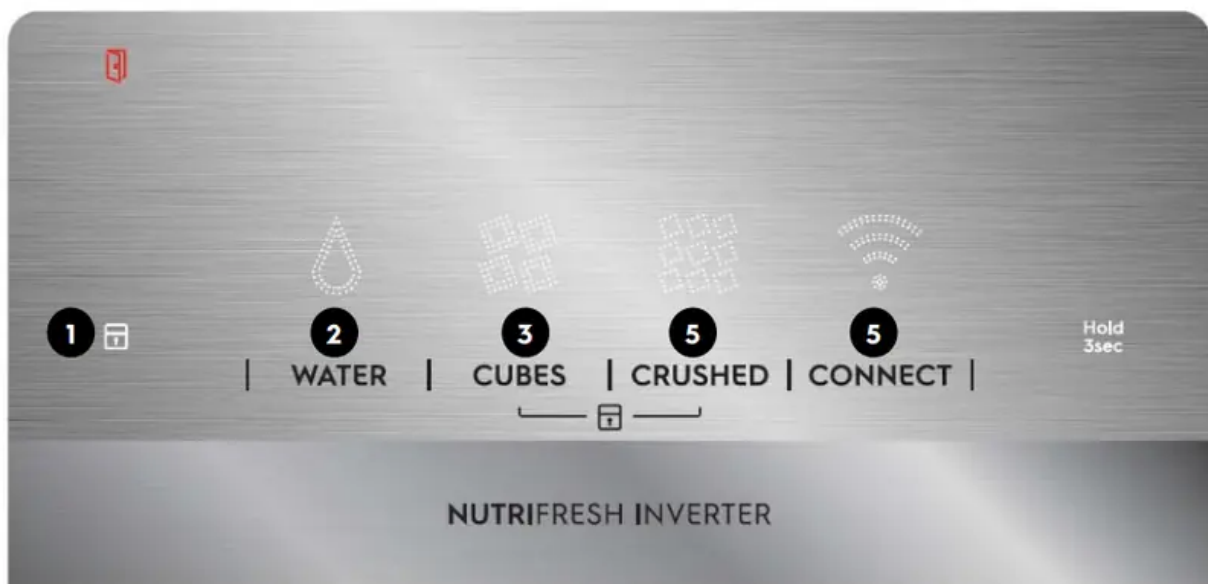 1
2
3
5
5
Hold
3sec
WATER
CUBES
CRUSHED
CONNECT
NUTRIFRESH INVERTER